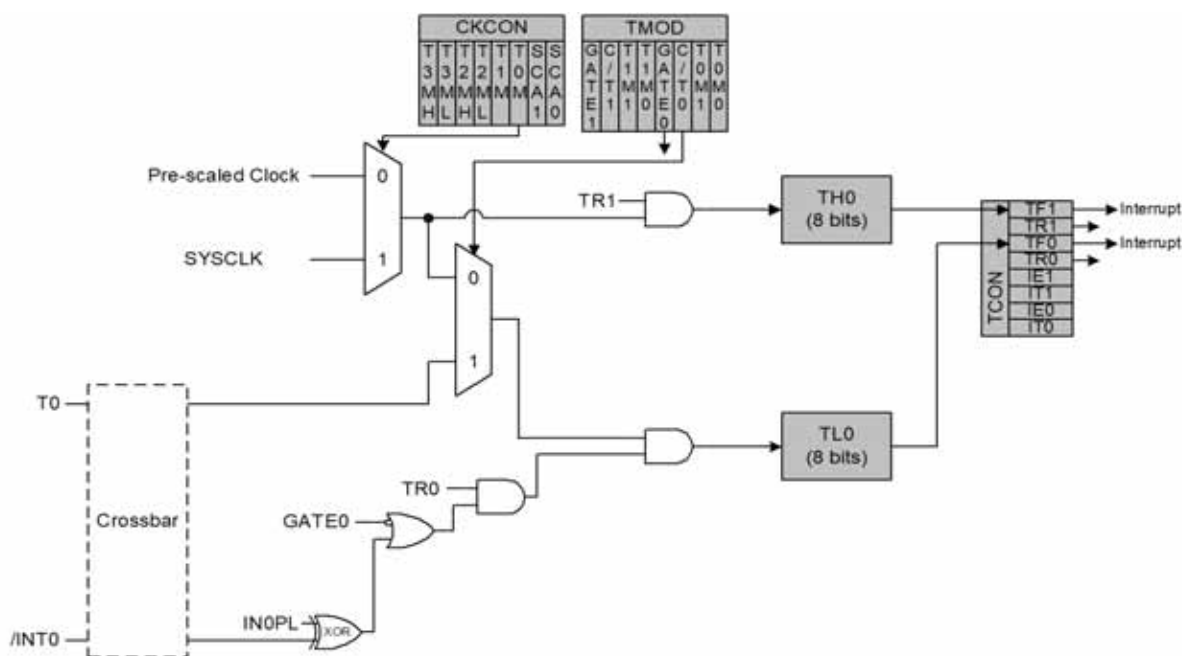 CKCON
T3MH T3ML T2MH T2ML T1M T0M SCA1 SCA0
TMOD
GATE1 C/T1 T1M1 T1M0 GATE0 C/T0 T0M1 T0M0
Pre-scaled Clock
0
SYSCLK
1
TR1
TH0
(8 bits)
TCON
TF1
TR1
TF0
TR0
IE1
IT1
IE0
IT0
Interrupt
Interrupt
0
1
T0
Crossbar
/INT0
TL0
(8 bits)
TR0
GATE0
IN0PL
XOR